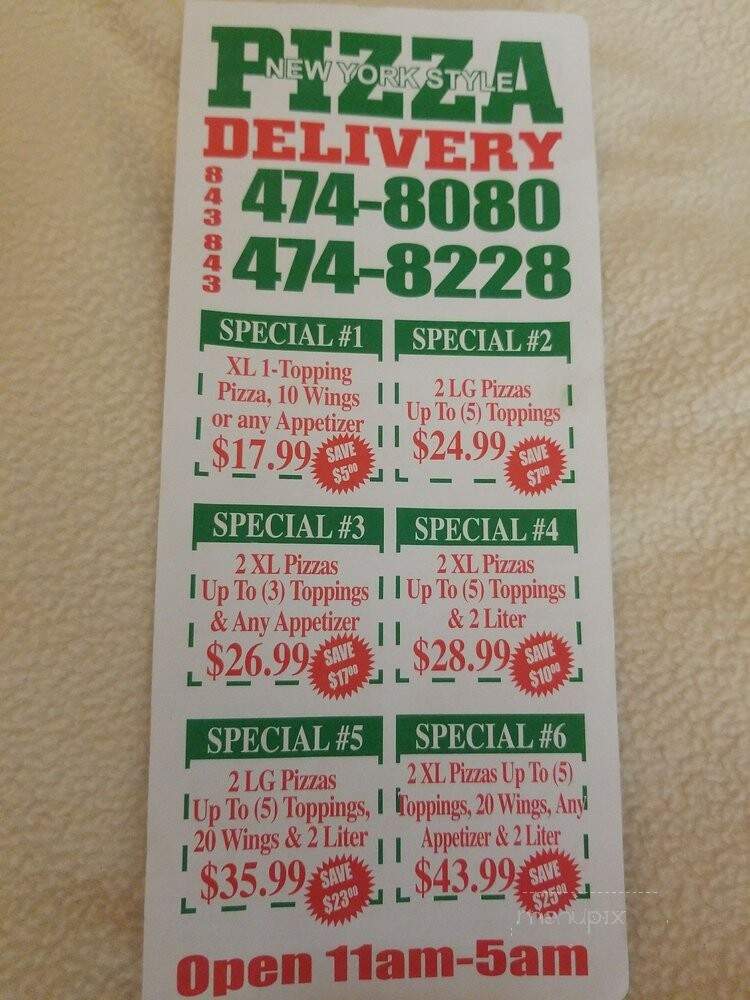 PIZZA
NEW YORK STYLE
DELIVERY
843 474-8080
843 474-8228
SPECIAL #1
XL 1-Topping
Pizza, 10 Wings
or any Appetizer
$17.99
SAVE
$5.00
SPECIAL #2
2 LG Pizzas
Up To (5) Toppings
$24.99
SAVE
$7.00
SPECIAL #3
2 XL Pizzas
Up To (3) Toppings
& Any Appetizer
$26.99
SAVE
$17.00
SPECIAL #4
2 XL Pizzas
Up To (5) Toppings
& 2 Liter
$28.99
SAVE
$10.00
SPECIAL #5
2 LG Pizzas
Up To (5) Toppings,
20 Wings & 2 Liter
$35.99
SAVE
$23.00
SPECIAL #6
2 XL Pizzas Up To (5)
Toppings, 20 Wings, Any
Appetizer & 2 Liter
$43.99
SAVE
$25.00
menupix
Open 11am-5am